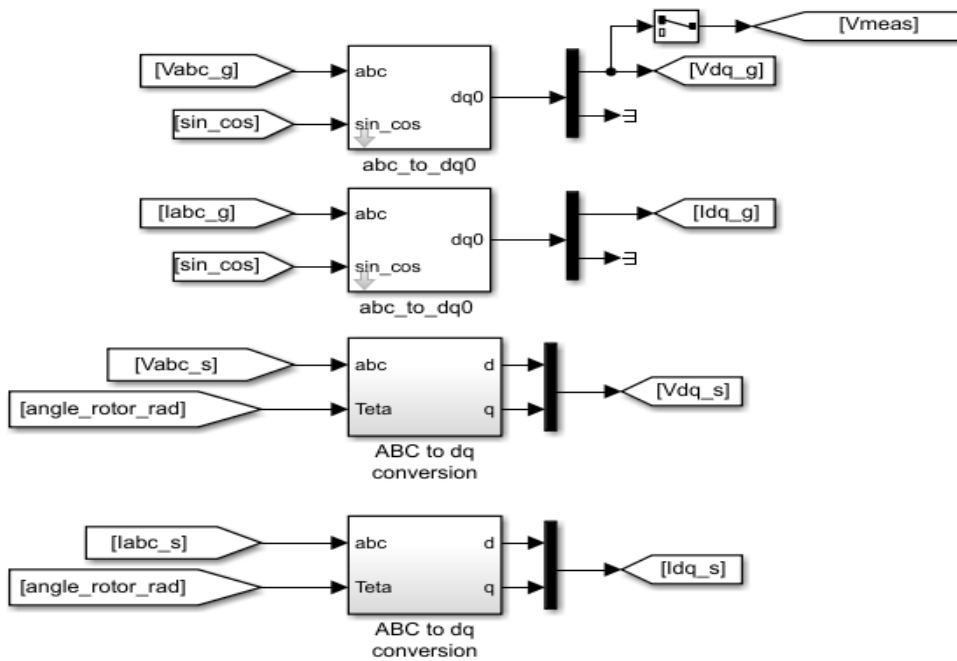 [Vmeas]
[Vabc_g]
abc
dq0
[Vdq_g]
[sin_cos]
sin_cos
abc_to_dq0
[Iabc_g]
abc
dq0
[Idq_g]
[sin_cos]
sin_cos
abc_to_dq0
[Vabc_s]
abc
d
[Vdq_s]
[angle_rotor_rad]
Teta
q
ABC to dq
conversion
[Iabc_s]
abc
d
[Idq_s]
[angle_rotor_rad]
Teta
q
ABC to dq
conversion